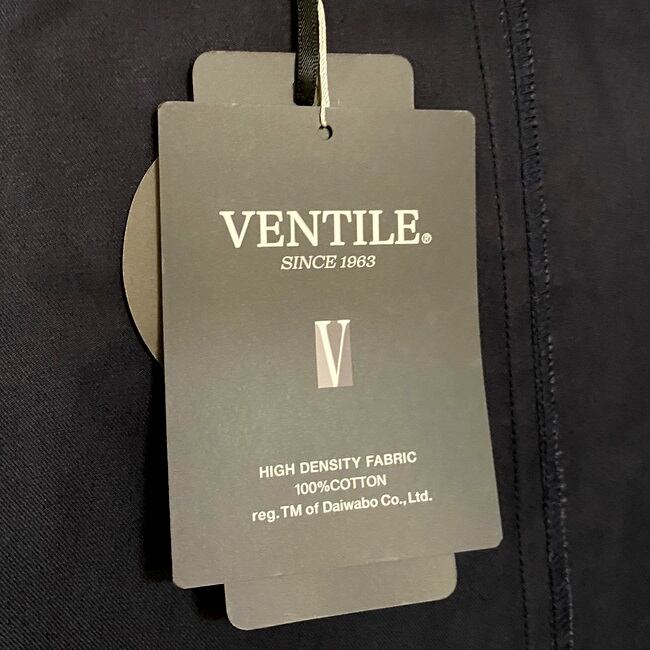 VENTILE®
SINCE 1963
V
HIGH DENSITY FABRIC
100%COTTON
reg.TM of Daiwabo Co.,Ltd.